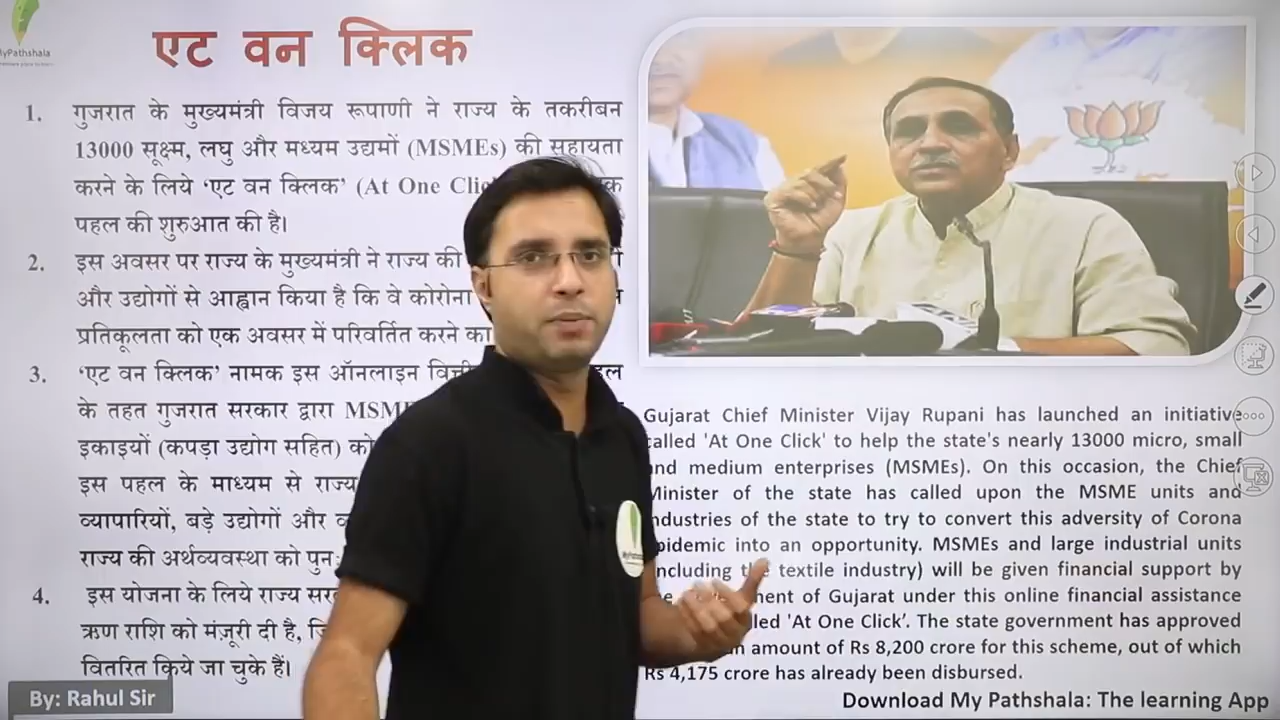 MyPathshala
एट वन क्लिक
1. गुजरात के मुख्यमंत्री विजय रूपाणी ने राज्य के तकरीबन
13000 सूक्ष्म, लघु और मध्यम उद्यमों (MSMEs) की सहायता
करने के लिये ‘एट वन क्लिक’ (At One
पहल की शुरुआत की है।
2. इस अवसर पर राज्य के मुख्यमंत्री ने राज्य की
और उद्योगों से आह्वान किया है कि वे कोरोना
प्रतिकूलता को एक अवसर में परिवर्तित करने का
3. ‘एट वन क्लिक’ नामक इस ऑनलाइन
के तहत गुजरात सरकार द्वारा
इकाइयों (कपड़ा उद्योग सहित) को
इस पहल के माध्यम से राज्य
व्यापारियों, बड़े उद्योगों और
राज्य की अर्थव्यवस्था को
4. इस योजना के लिये राज्य
ऋण राशि को मंज़ूरी दी है,
वितरित किये जा चुके हैं।
By: Rahul Sir
MyPathshala
Gujarat Chief Minister Vijay Rupani has launched an initiative
called 'At One Click' to help the state's nearly 13000 micro, small
and medium enterprises (MSMEs). On this occasion, the Chief
Minister of the state has called upon the MSME units and
industries of the state to try to convert this adversity of Corona
epidemic into an opportunity. MSMEs and large industrial units
(including the textile industry) will be given financial support by
of Gujarat under this online financial assistance
'At One Click’. The state government has approved
amount of Rs 8,200 crore for this scheme, out of which
Rs 4,175 crore has already been disbursed.
Download My Pathshala: The learning App